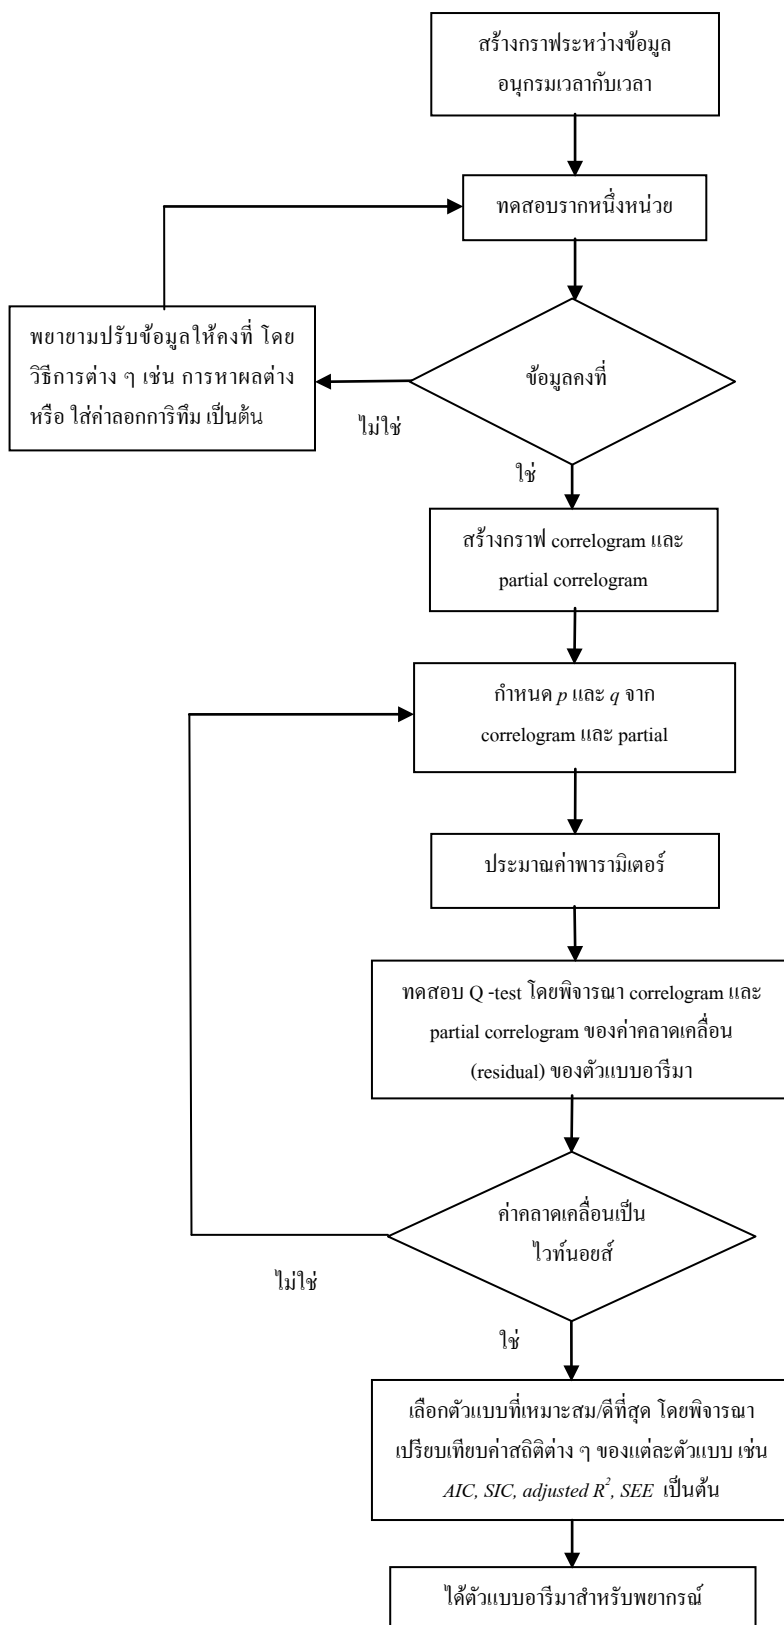 สร้างกราฟระหว่างข้อมูล
อนุกรมเวลากับเวลา
ทดสอบรากหนึ่งหน่วย
พยายามปรับข้อมูลให้คงที่ โดย
วิธีการต่าง ๆ เช่น การหาผลต่าง
หรือ ใส่ค่าลอกการิทึม เป็นต้น
ข้อมูลคงที่
ไม่ใช่
ใช่
สร้างกราฟ correlogram และ
partial correlogram
กำหนด p และ q จาก
correlogram และ partial
ประมาณค่าพารามิเตอร์
ทดสอบ Q -test โดยพิจารณา correlogram และ
partial correlogram ของค่าคลาดเคลื่อน
(residual) ของตัวแบบอารีมา
ค่าคลาดเคลื่อนเป็น
ไวท์นอยส์
ไม่ใช่
ใช่
เลือกตัวแบบที่เหมาะสม/ดีที่สุด โดยพิจารณา
เปรียบเทียบค่าสถิติต่าง ๆ ของแต่ละตัวแบบ เช่น
AIC, SIC, adjusted R², SEE เป็นต้น
ได้ตัวแบบอารีมาสำหรับพยากรณ์